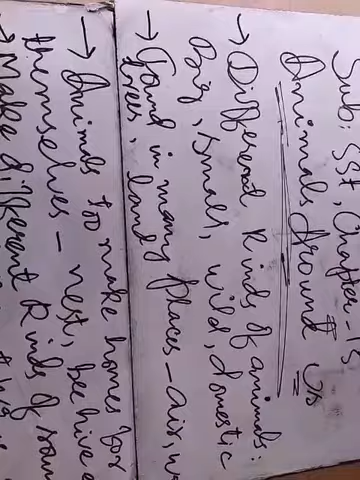 Sub: SSt, Chapter-15
Animals Around Us
→ Different Kinds of animals:
Big, small, wild, domestic
→ Found in many places – air, w
trees, land
→ Animals too make homes for
themselves – nest, beehive
→ Make different Kinds of